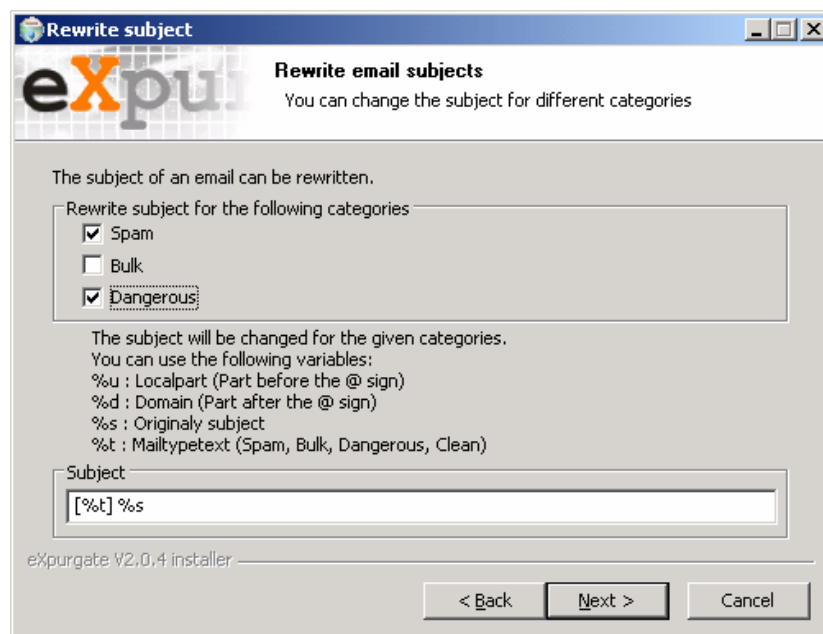 Rewrite subject
eXpur
Rewrite email subjects
You can change the subject for different categories
The subject of an email can be rewritten.
Rewrite subject for the following categories
Spam
Bulk
Dangerous
The subject will be changed for the given categories.
You can use the following variables:
%u : Localpart (Part before the @ sign)
%d : Domain (Part after the @ sign)
%s : Originaly subject
%t : Mailtypetext (Spam, Bulk, Dangerous, Clean)
Subject
[%t] %s
eXpurgate V2.0.4 installer
< Back Next > Cancel